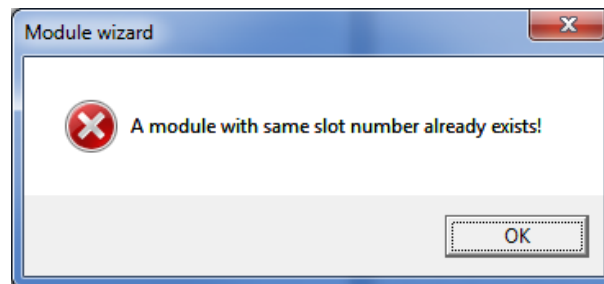 Module wizard
A module with same slot number already exists!
OK